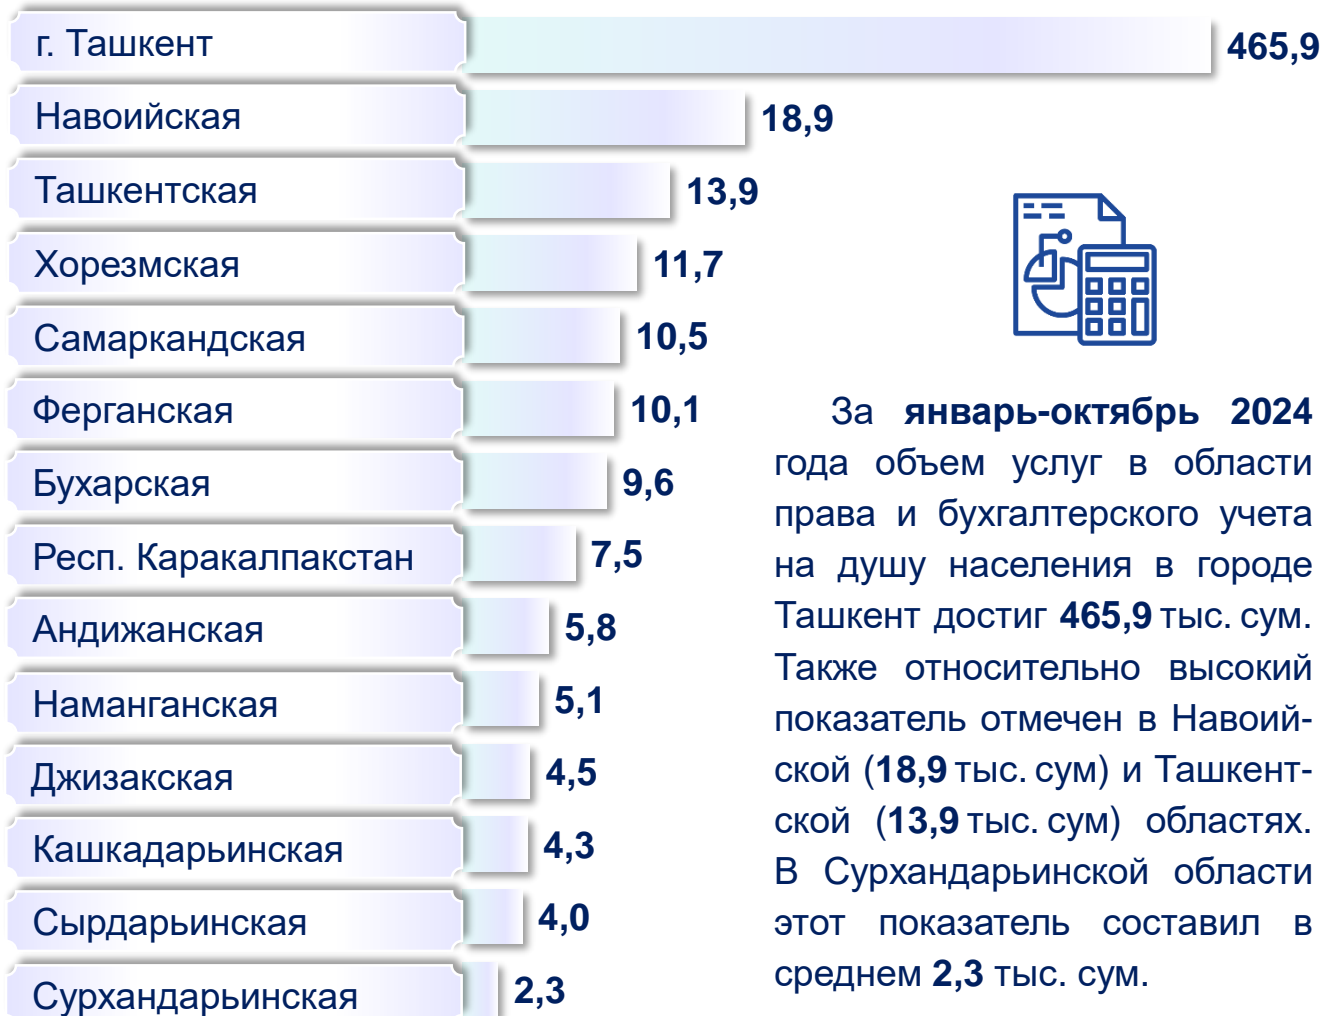 г. Ташкент 465,9
Навоийская 18,9
Ташкентская 13,9
Хорезмская 11,7
Самаркандская 10,5
Ферганская 10,1
Бухарская 9,6
Респ. Каракалпакстан 7,5
Андижанская 5,8
Наманганская 5,1
Джизакская 4,5
Кашкадарьинская 4,3
Сырдарьинская 4,0
Сурхандарьинская 2,3
За январь-октябрь 2024
года объем услуг в области
права и бухгалтерского учета
на душу населения в городе
Ташкент достиг 465,9 тыс. сум.
Также относительно высокий
показатель отмечен в Навоий-
ской (18,9 тыс. сум) и Ташкент-
ской (13,9 тыс. сум) областях.
В Сурхандарьинской области
этот показатель составил в
среднем 2,3 тыс. сум.